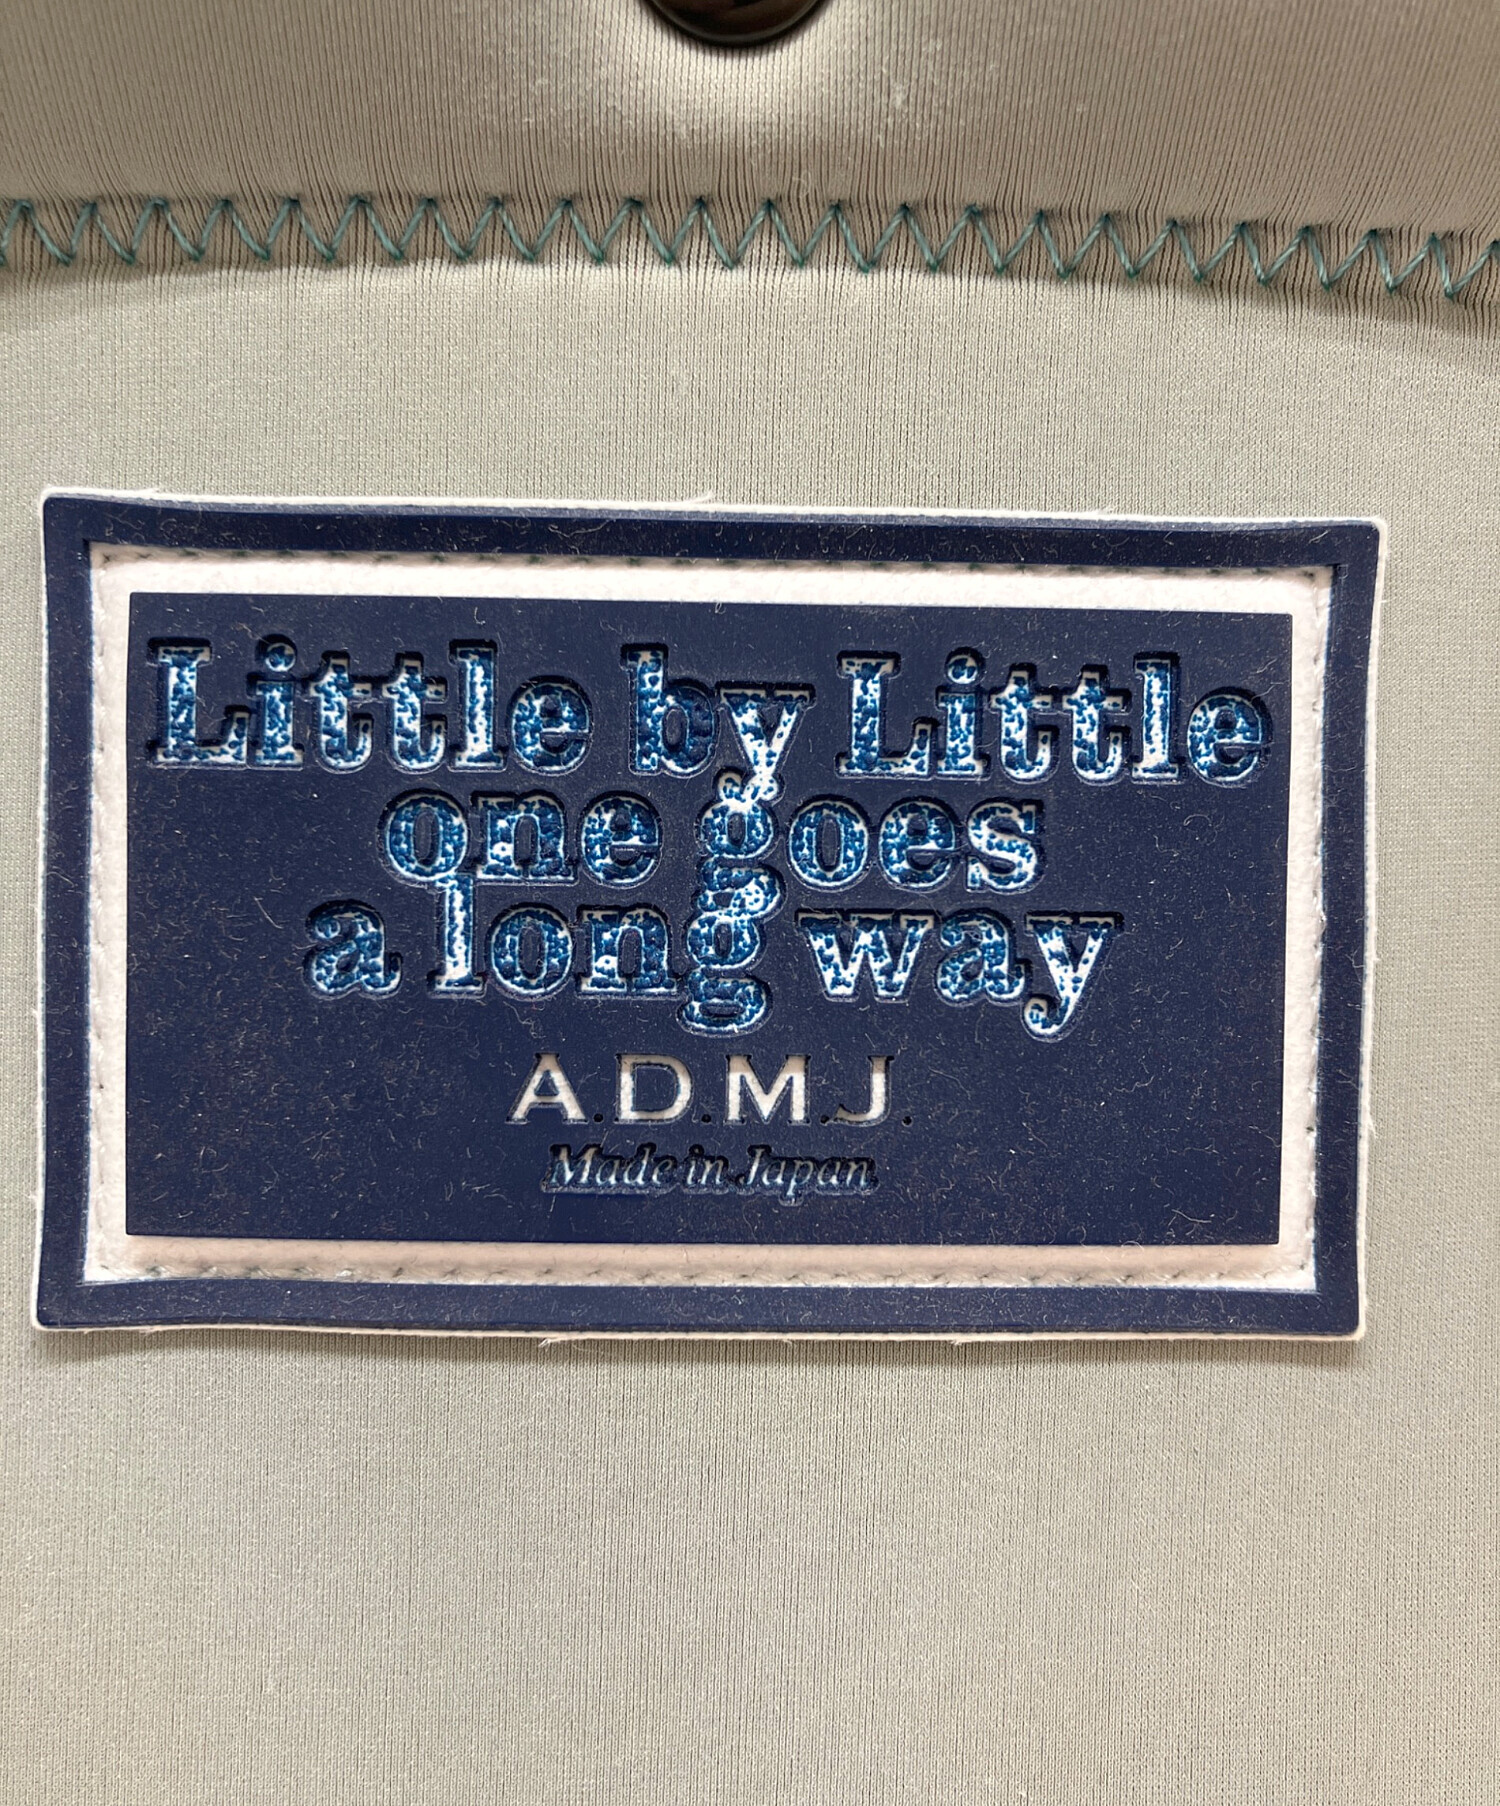 Little by Little
one goes
a long way
A.D.M.J.
Made in Japan